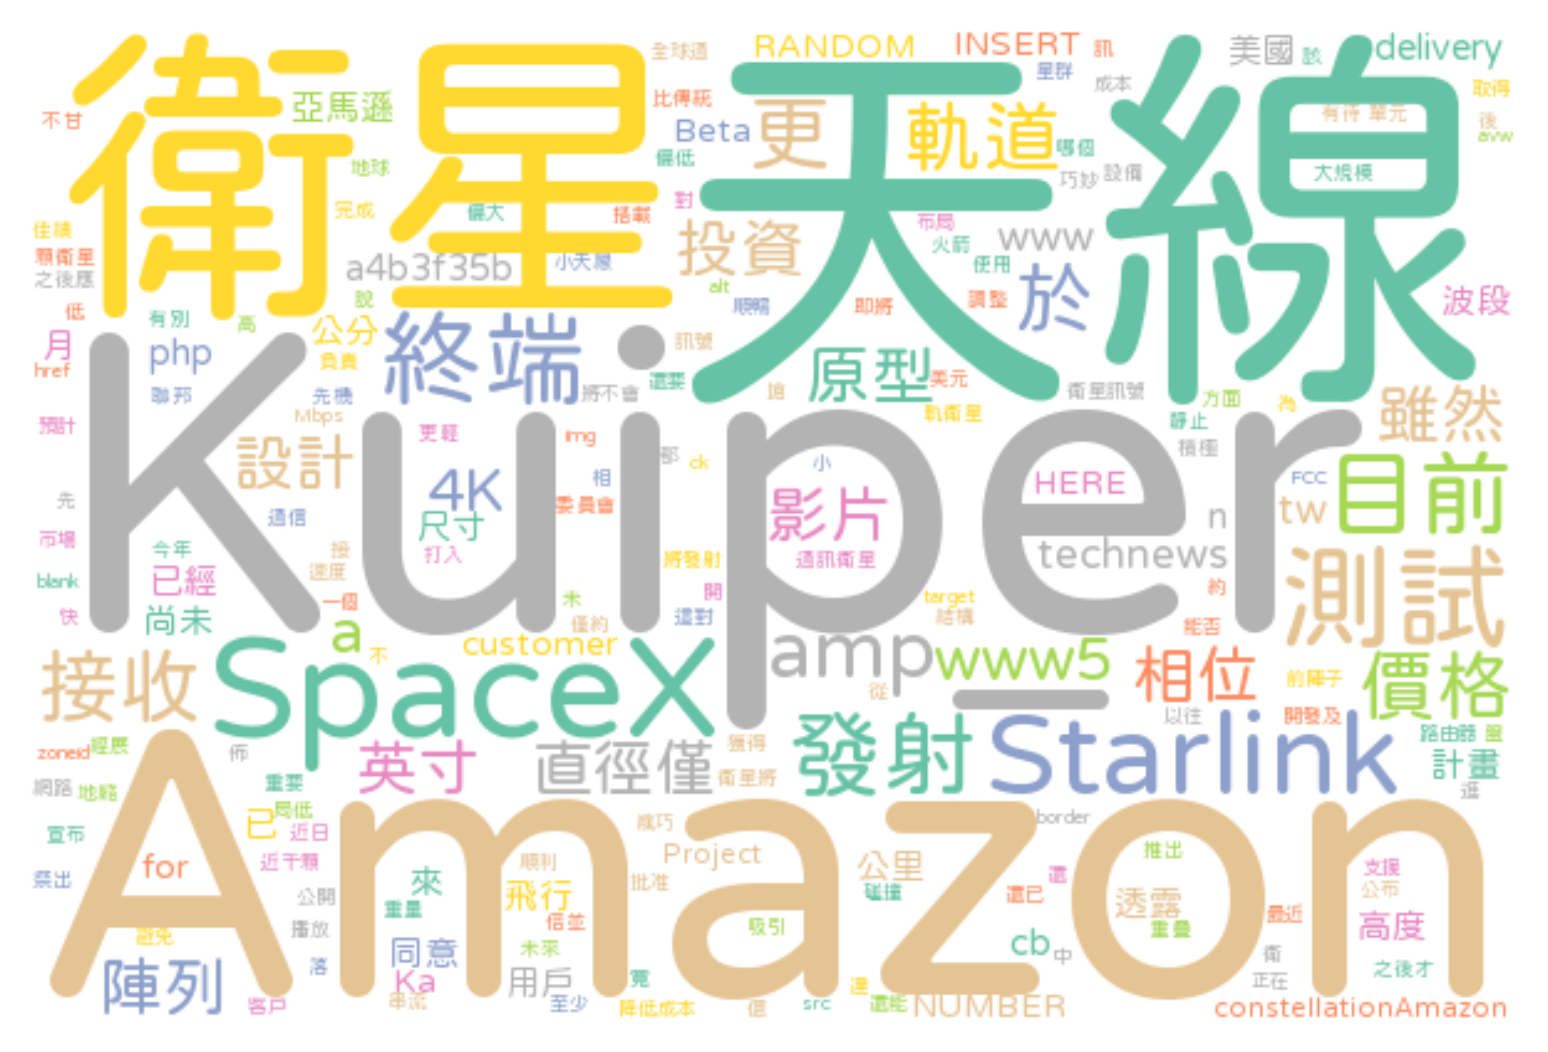 全球通 RANDOM INSERT 訊 美國 該 delivery
衛星 天線
星群 成本 取得
不甘 亞馬遜 比傳統 Beta 更 軌道 有待 單元 後
avw
地球 儷低 哪個 巧妙 設備 大規模
完成 儷大 搭載 對 布局
佳績 投資 火箭 www
顆衛星 a4b3f35b 小天線 使用 於
之後應 說 alt 順暢 即將 調整 波段
低 有別 高 公分 終端 訊號 原型
月 php 負責 還要 美元
href 聯邦 先機 將不會 衛星訊號 方面 為 雖然
Kuiper
預計 Mbps 更輕 img 軌衛星 靜止
設計 部 ck 小 積極
4K 相 HERE FCC 目前
先 通信 尺寸 委員會 影片 n tw
市場 今年 接 打入 將發射 通訊衛星 technews
blank 已經 速度 開 測試
快 尚未 一個 未 僅約 這對 target 結構 約 能否
a 不 customer amp www5
接收 SpaceX 從 相位 前陣子 價格
以往 開發及
zoneid 經展 佈 英寸 直徑僅 獲得 發射 Starlink 路由器 盤
網路 地緣 重要 衛星將 計畫
Amazon
局低 border
宣布 已 近日 Project 推出
for 近千顆 順利 公里 支援
祭出 公開 來 飛行 批准 碰撞 還 還已 透露 公布
重量 信並 吸引 重疊 最近 高度
避免 播放 同意 未來 cb 中 衛
陣列 落 Ka 用戶 寬 達 正在 之後才
客戶 串流 至少 降低成本 還 src 還能 NUMBER constellationAmazon